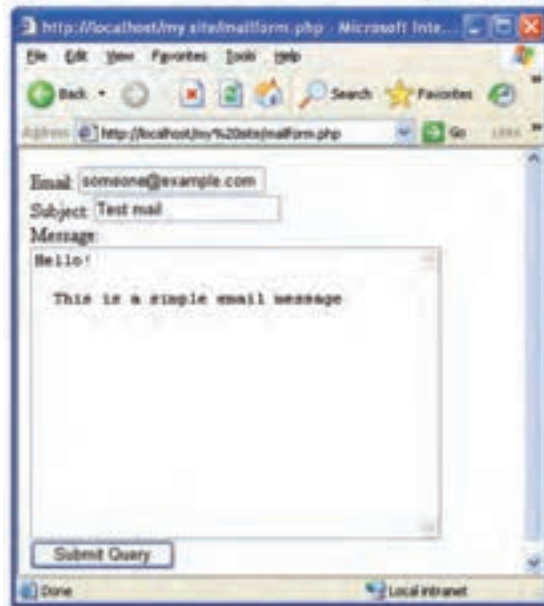 http://localhost/my site/mailform.php - Microsoft Inte...
File Edit View Favorites Tools Help
Back Search Favorites
Address http://localhost/my%20site/mailform.php Go Links »
Email: someone@example.com
Subject: Test mail
Message:
Hello!
This is a simple email message
Submit Query
Done Local intranet